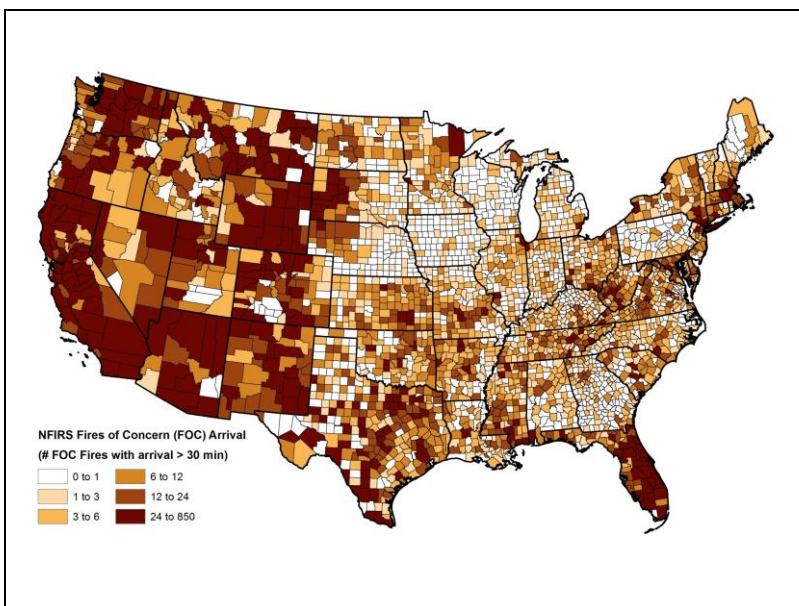 NFIRS Fires of Concern (FOC) Arrival
(# FOC Fires with arrival > 30 min)
0 to 1
6 to 12
1 to 3
12 to 24
3 to 6
24 to 850